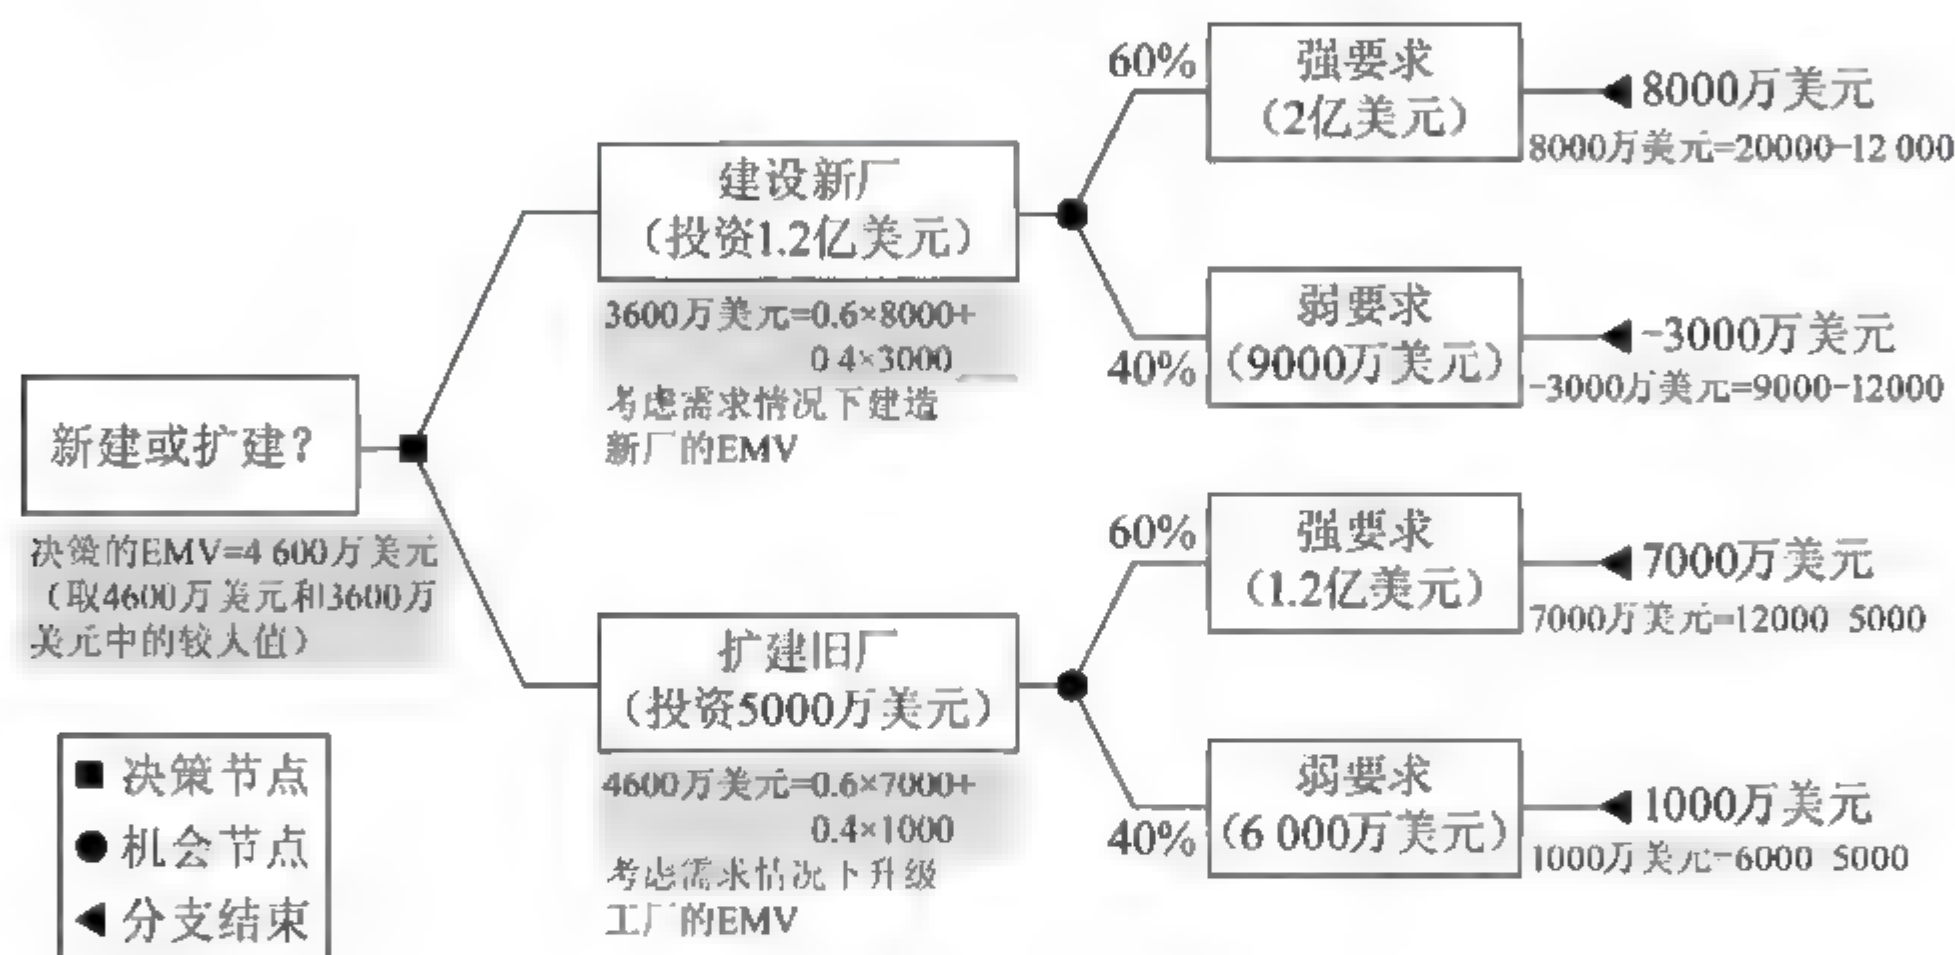 新建或扩建？
决策的EMV=4 600万美元
（取4600万美元和3600万
美元中的较大值）
建设新厂
（投资1.2亿美元）
3600万美元=0.6×8000+
0 4×3000
考虑需求情况下建造
新厂的EMV
60%
强要求
（2亿美元）
8000万美元
8000万美元=20000-12 000
40%
弱要求
（9000万美元）
-3000万美元
-3000万美元=9000-12000
扩建旧厂
（投资5000万美元）
4600万美元=0.6×7000+
0.4×1000
考虑需求情况下升级
工厂的EMV
60%
强要求
（1.2亿美元）
7000万美元
7000万美元=12000 5000
40%
弱要求
（6 000万美元）
1000万美元
1000万美元=6000 5000
决策节点
机会节点
分支结束